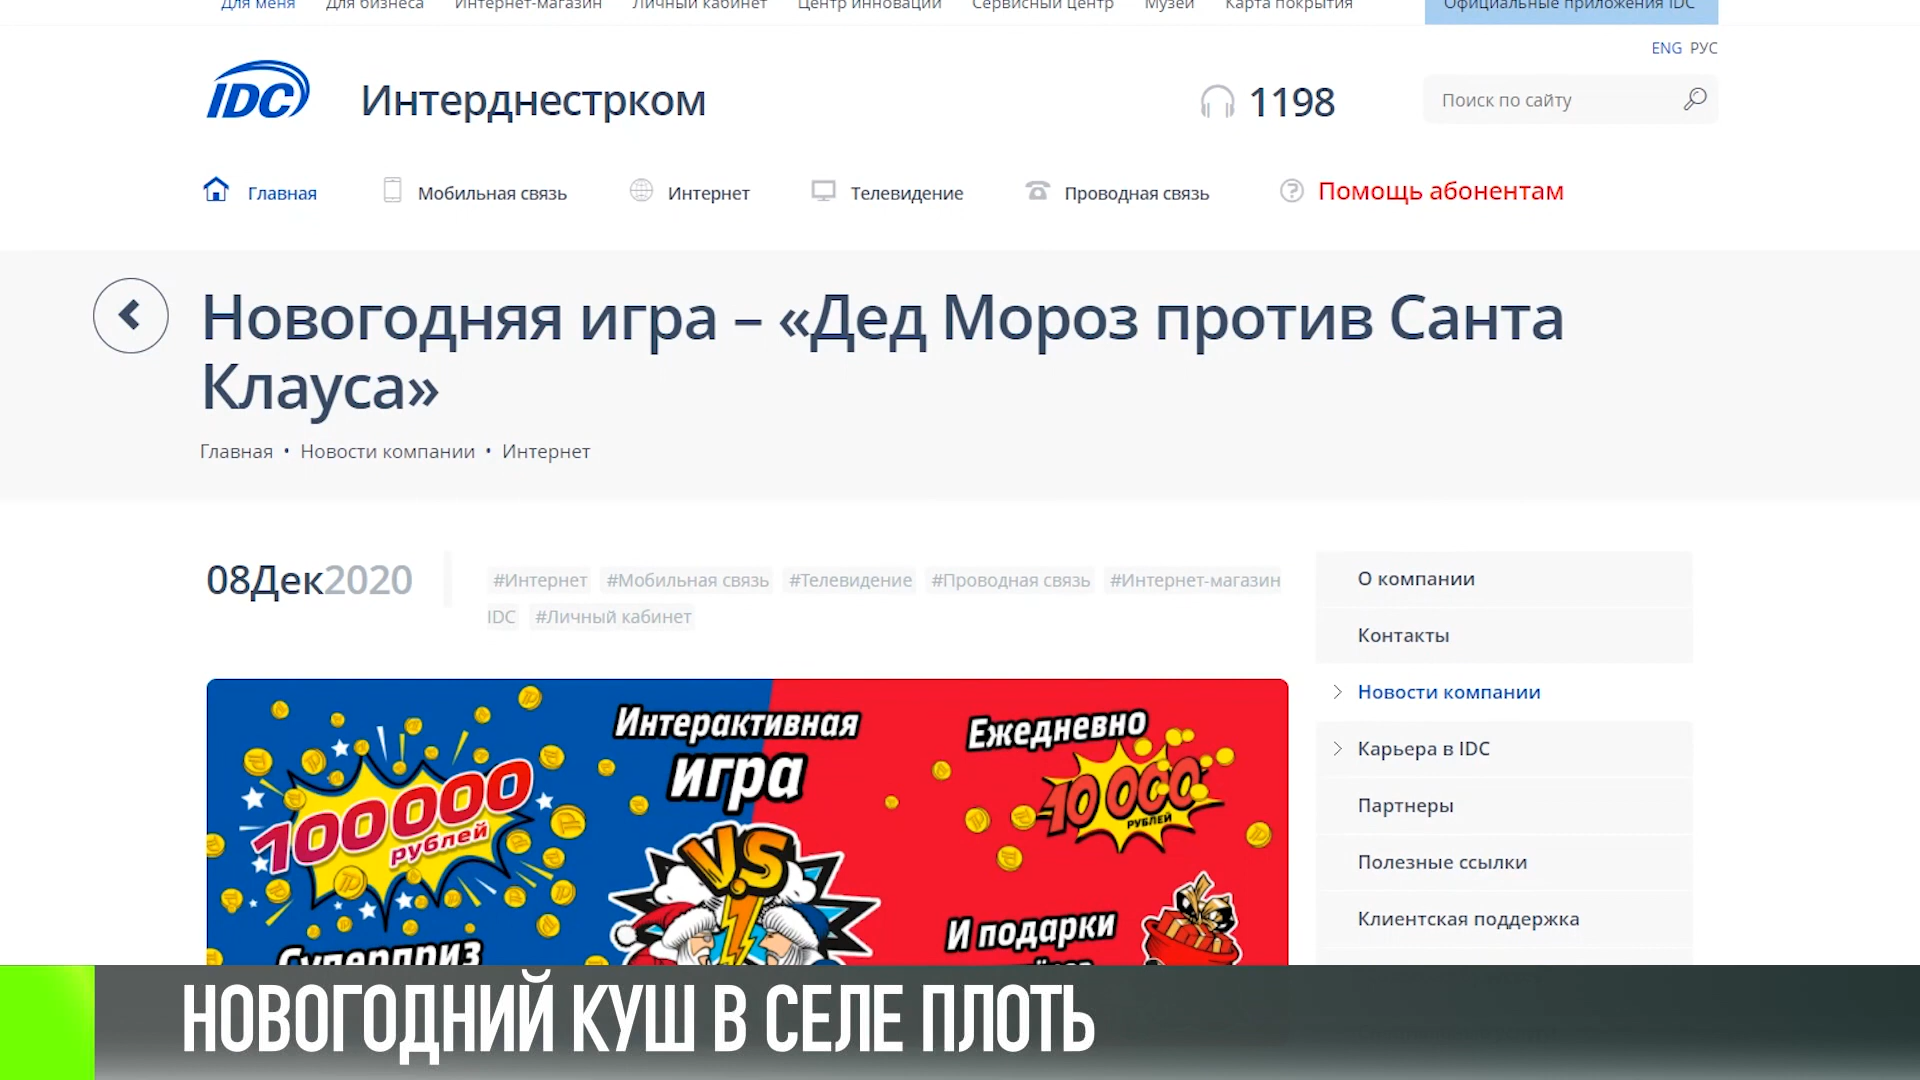 Для меня Для бизнеса Интернет-магазин Личный кабинет Центр инноваций Сервисный центр Музей Карта покрытия Официальные приложения IDC
ENG РУС
IDC Интерднестрком 1198 Поиск по сайту
Главная Мобильная связь Интернет Телевидение Проводная связь Помощь абонентам
Новогодняя игра – «Дед Мороз против Санта
Клауса»
Главная • Новости компании • Интернет
08Дек2020
#Интернет #Мобильная связь #Телевидение #Проводная связь #Интернет-магазин
IDC #Личный кабинет
О компании
Контакты
Новости компании
Карьера в IDC
Партнеры
Полезные ссылки
Клиентская поддержка
100000
рублей
Суперприз
Интерактивная
игра
V.S
Ежедневно
10 000
рублей
И подарки
НОВОГОДНИЙ КУШ В СЕЛЕ ПЛОТЬ